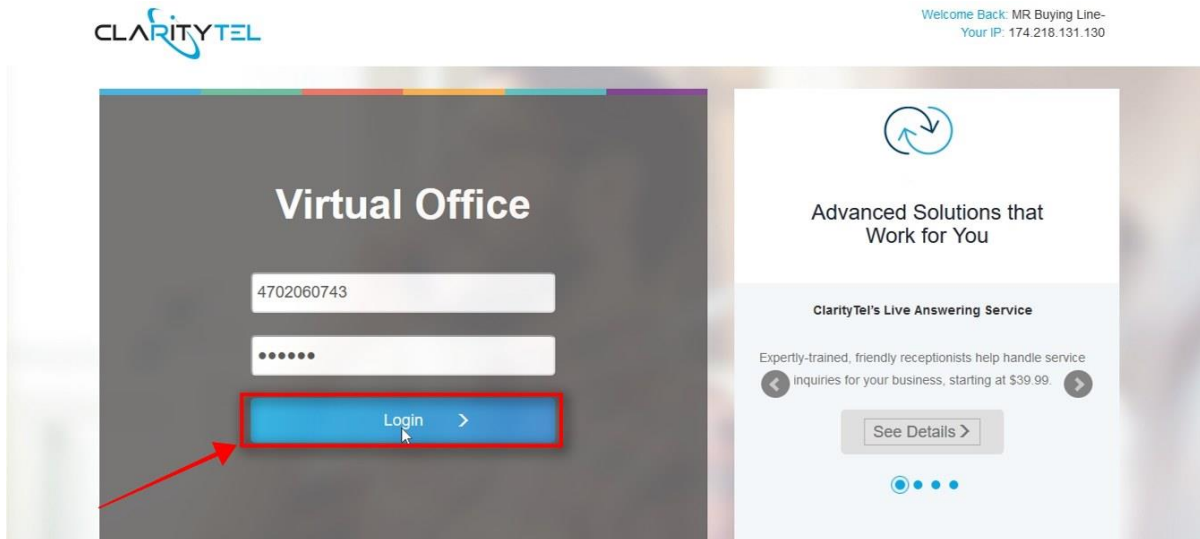 CLARITYTEL
Welcome Back: MR Buying Line-
Your IP: 174.218.131.130
Virtual Office
4702060743
••••••
Login >
Advanced Solutions that
Work for You
ClarityTel's Live Answering Service
Expertly-trained, friendly receptionists help handle service
inquiries for your business, starting at $39.99.
See Details >